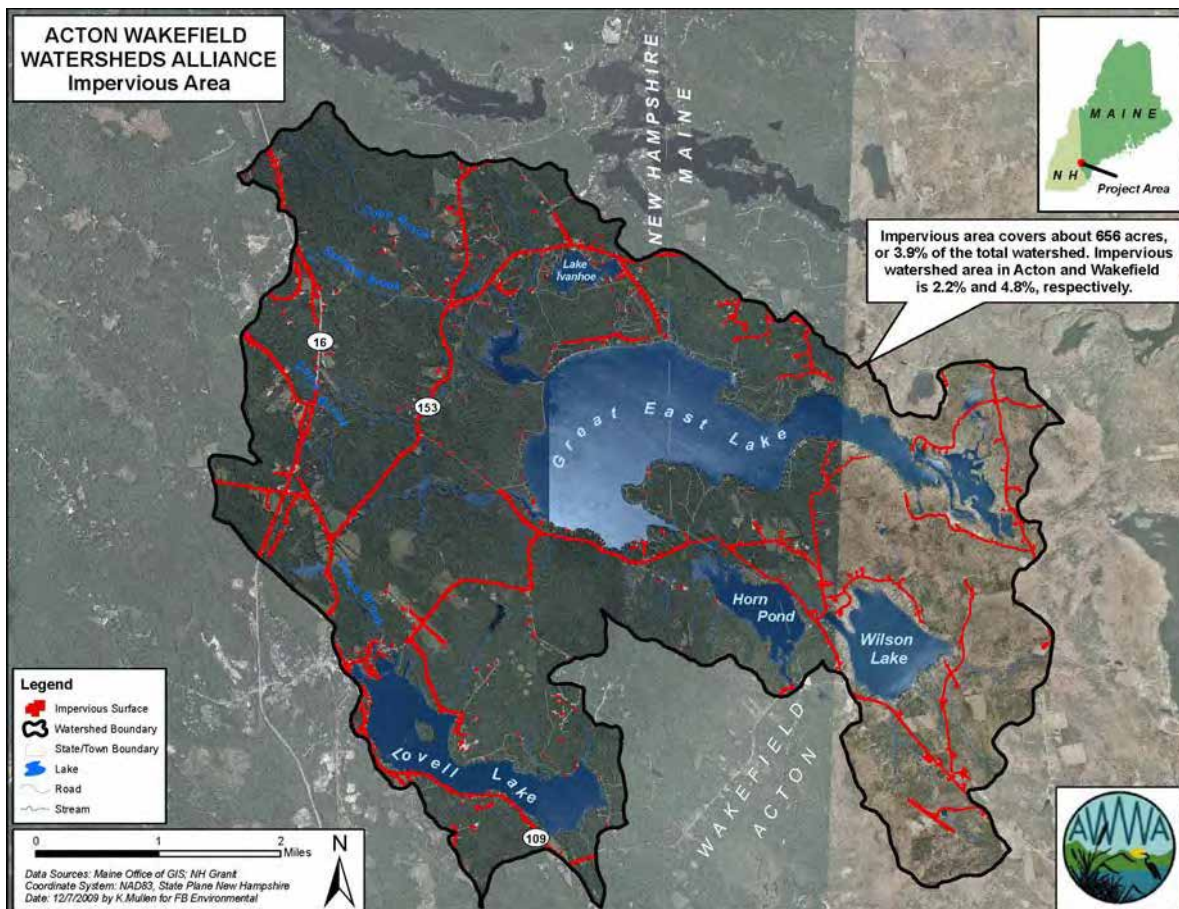 ACTON WAKEFIELD
WATERSHEDS ALLIANCE
Impervious Area
NEW HAMPSHIRE
MAINE
MAINE
NH
Project Area
Impervious area covers about 656 acres,
or 3.9% of the total watershed. Impervious
watershed area in Acton and Wakefield
is 2.2% and 4.8%, respectively.
Lake
Ivanhoe
16
153
Great East Lake
Horn
Pond
Wilson
Lake
Lovell Lake
109
WAKEFIELD
ACTON
Legend
Impervious Surface
Watershed Boundary
State/Town Boundary
Lake
Road
Stream
0 1 2
Miles
N
Data Sources: Maine Office of GIS; NH Granit
Coordinate System: NAD83, State Plane New Hampshire
Date: 12/7/2009 by K.Mullen for FB Environmental
AWWA